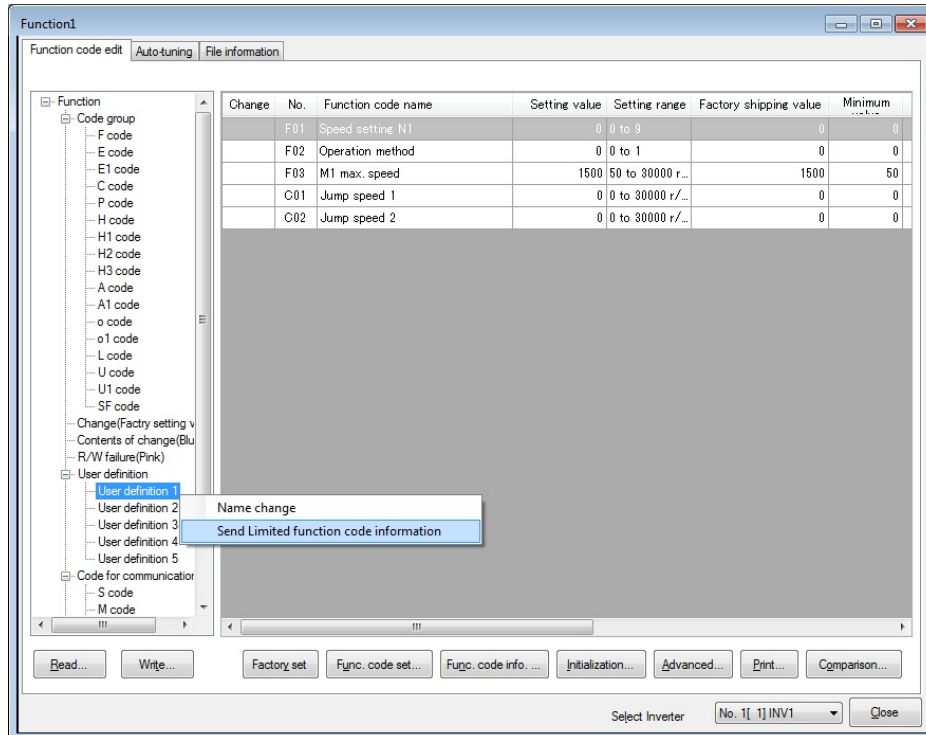 Function1
Function code edit Auto-tuning File information
Function
Code group
F code
E code
E1 code
C code
P code
H code
H1 code
H2 code
H3 code
A code
A1 code
o code
o1 code
L code
U code
U1 code
SF code
Change(Factry setting v
Contents of change(Blu
R/W failure(Pink)
User definition
User definition 1
User definition 2
User definition 3
User definition 4
User definition 5
Code for communication
S code
M code
Change No. Function code name Setting value Setting range Factory shipping value Minimum
F01 Speed setting N1 0 0 to 9 0 0
F02 Operation method 0 0 to 1 0 0
F03 M1 max. speed 1500 50 to 30000 r... 1500 50
C01 Jump speed 1 0 0 to 30000 r/... 0 0
C02 Jump speed 2 0 0 to 30000 r/... 0 0
Name change
Send Limited function code information
Read... Write... Factory set Func. code set... Func. code info. ... Initialization... Advanced... Print... Comparison...
Select Inverter No. 1[ 1] INV1 Close